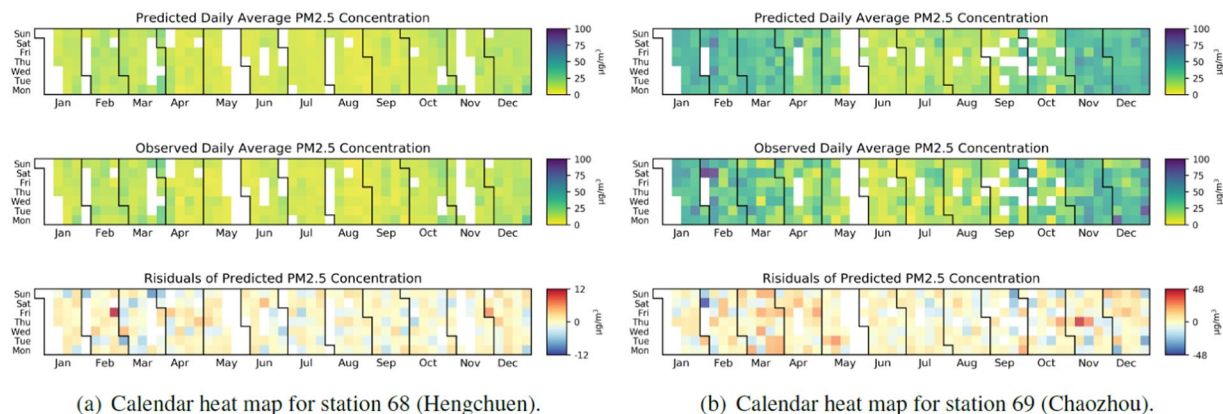 Predicted Daily Average PM2.5 Concentration
Sun
Sat
Fri
Thu
Wed
Tue
Mon
Jan Feb Mar Apr May Jun Jul Aug Sep Oct Nov Dec
100
75
50
25
0
µg/m³
Observed Daily Average PM2.5 Concentration
Sun
Sat
Fri
Thu
Wed
Tue
Mon
Jan Feb Mar Apr May Jun Jul Aug Sep Oct Nov Dec
100
75
50
25
0
µg/m³
Risiduals of Predicted PM2.5 Concentration
Sun
Sat
Fri
Thu
Wed
Tue
Mon
Jan Feb Mar Apr May Jun Jul Aug Sep Oct Nov Dec
12
6
0
-6
-12
µg/m³
(a) Calendar heat map for station 68 (Hengchuen).
Predicted Daily Average PM2.5 Concentration
Sun
Sat
Fri
Thu
Wed
Tue
Mon
Jan Feb Mar Apr May Jun Jul Aug Sep Oct Nov Dec
100
75
50
25
0
µg/m³
Observed Daily Average PM2.5 Concentration
Sun
Sat
Fri
Thu
Wed
Tue
Mon
Jan Feb Mar Apr May Jun Jul Aug Sep Oct Nov Dec
100
75
50
25
0
µg/m³
Risiduals of Predicted PM2.5 Concentration
Sun
Sat
Fri
Thu
Wed
Tue
Mon
Jan Feb Mar Apr May Jun Jul Aug Sep Oct Nov Dec
48
24
0
-24
-48
µg/m³
(b) Calendar heat map for station 69 (Chaozhou).